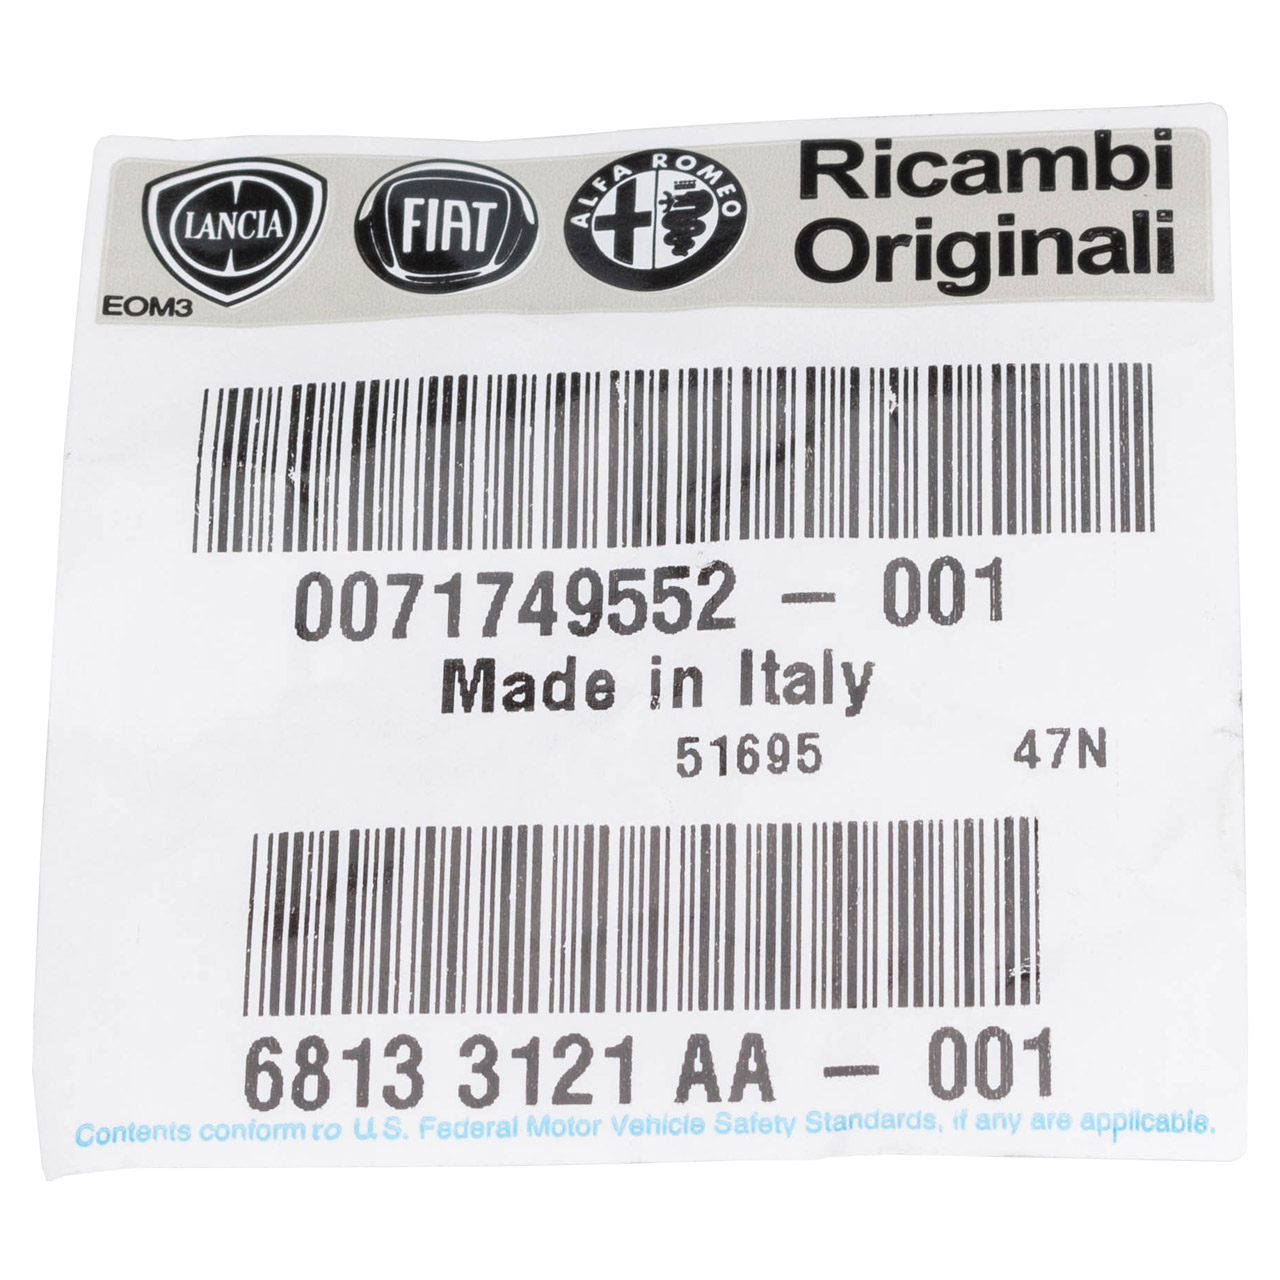 LANCIA
FIAT
ALFA ROMEO
Ricambi
Originali
EOM3
0071749552 - 001
Made in Italy
51695 47N
6813 3121 AA - 001
Contents conform to U.S. Federal Motor Vehicle Safety Standards, if any are applicable.